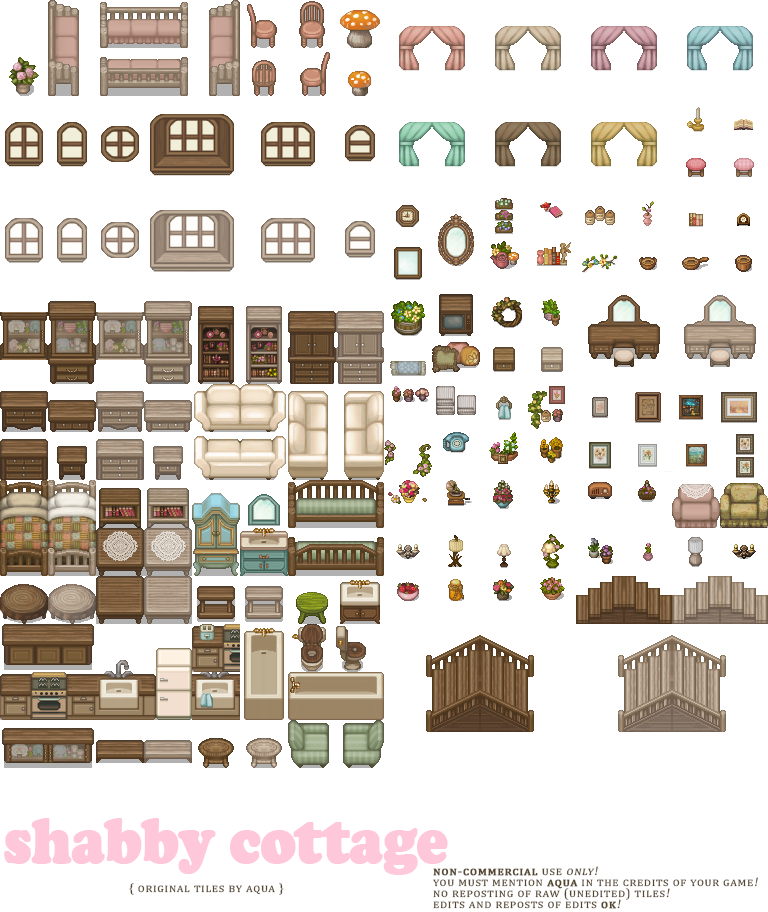 shabby cottage
{ ORIGINAL TILES BY AQUA }
NON-COMMERCIAL USE ONLY!
YOU MUST MENTION AQUA IN THE CREDITS OF YOUR GAME!
NO REPOSTING OF RAW (UNEDITED) TILES!
EDITS AND REPOSTS OF EDITS OK!